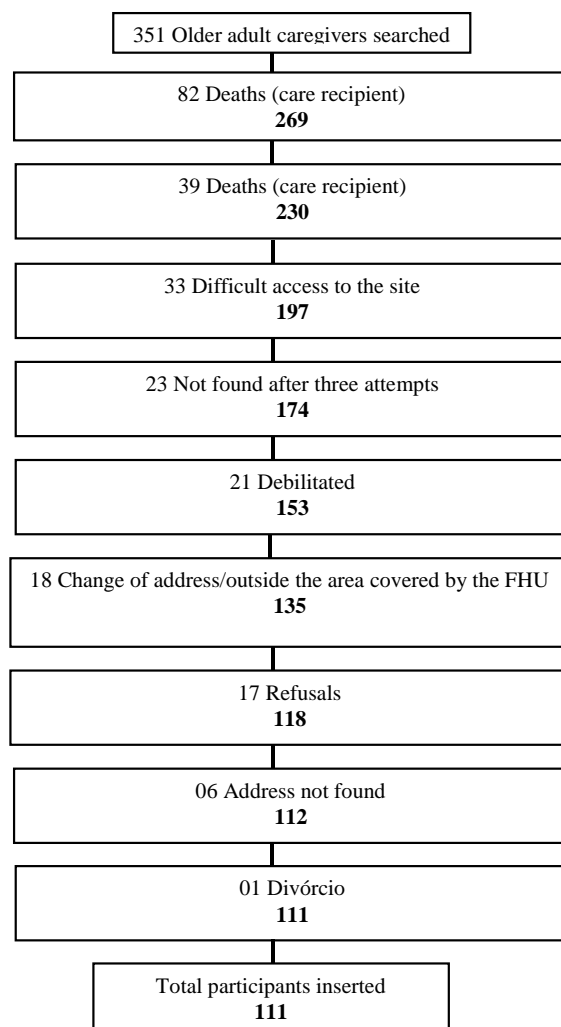 351 Older adult caregivers searched
82 Deaths (care recipient)
269
39 Deaths (care recipient)
230
33 Difficult access to the site
197
23 Not found after three attempts
174
21 Debilitated
153
18 Change of address/outside the area covered by the FHU
135
17 Refusals
118
06 Address not found
112
01 Divórcio
111
Total participants inserted
111